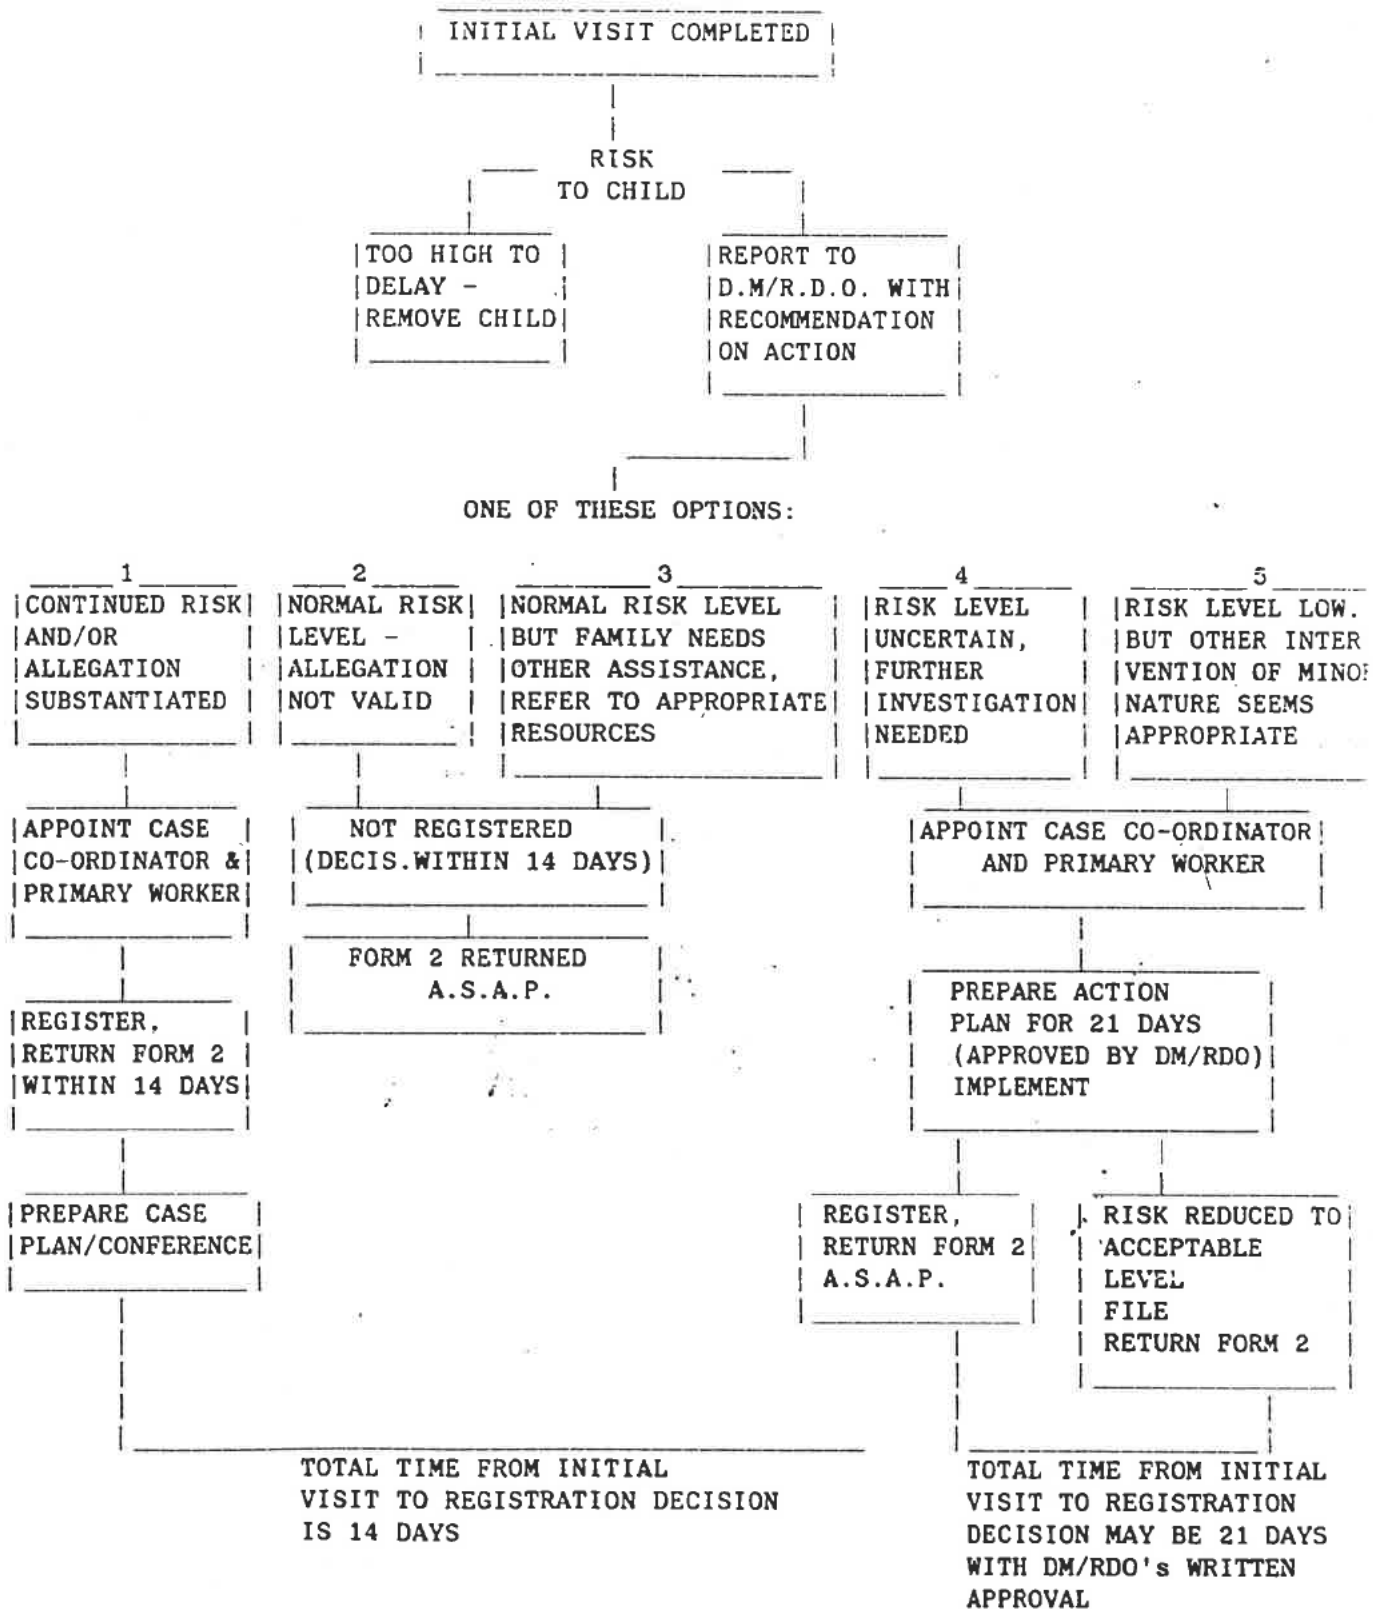 INITIAL VISIT COMPLETED
RISK
TO CHILD
TOO HIGH TO
DELAY -
REMOVE CHILD
REPORT TO
D.M/R.D.O. WITH
RECOMMENDATION
ON ACTION
ONE OF THESE OPTIONS:
1
CONTINUED RISK
AND/OR
ALLEGATION
SUBSTANTIATED
2
NORMAL RISK
LEVEL -
ALLEGATION
NOT VALID
3
NORMAL RISK LEVEL
BUT FAMILY NEEDS
OTHER ASSISTANCE,
REFER TO APPROPRIATE
RESOURCES
4
RISK LEVEL
UNCERTAIN,
FURTHER
INVESTIGATION
NEEDED
5
RISK LEVEL LOW.
BUT OTHER INTER
VENTION OF MINO
NATURE SEEMS
APPROPRIATE
APPOINT CASE
CO-ORDINATOR &
PRIMARY WORKER
NOT REGISTERED
(DECIS.WITHIN 14 DAYS)
APPOINT CASE CO-ORDINATOR
AND PRIMARY WORKER
FORM 2 RETURNED
A.S.A.P.
REGISTER,
RETURN FORM 2
WITHIN 14 DAYS
PREPARE ACTION
PLAN FOR 21 DAYS
(APPROVED BY DM/RDO)
IMPLEMENT
PREPARE CASE
PLAN/CONFERENCE
REGISTER,
RETURN FORM 2
A.S.A.P.
RISK REDUCED TO
ACCEPTABLE
LEVEL
FILE
RETURN FORM 2
TOTAL TIME FROM INITIAL
VISIT TO REGISTRATION DECISION
IS 14 DAYS
TOTAL TIME FROM INITIAL
VISIT TO REGISTRATION
DECISION MAY BE 21 DAYS
WITH DM/RDO's WRITTEN
APPROVAL